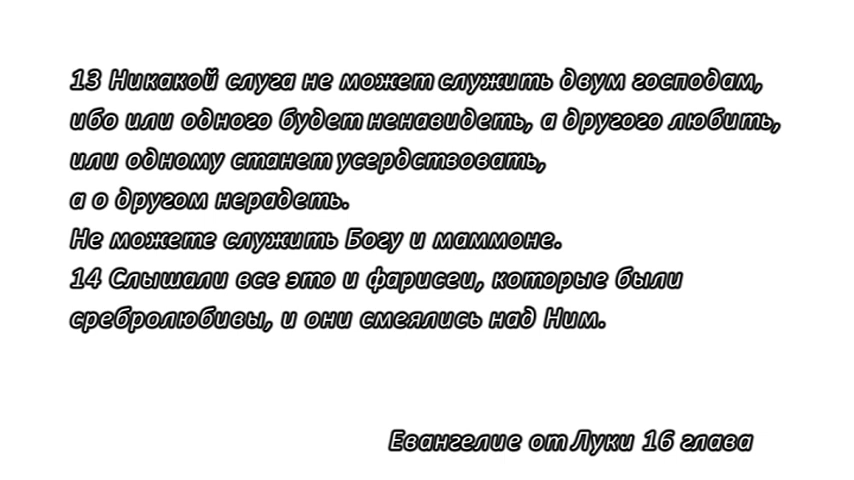 13 Никакой слуга не может служить двум господам,
ибо или одного будет ненавидеть, а другого любить,
или одному станет усердствовать,
а о другом нерадеть.
Не можете служить Богу и маммоне.
14 Слышали все это и фарисеи, которые были
сребролюбивы, и они смеялись над Ним.
Евангелие от Луки 16 глава